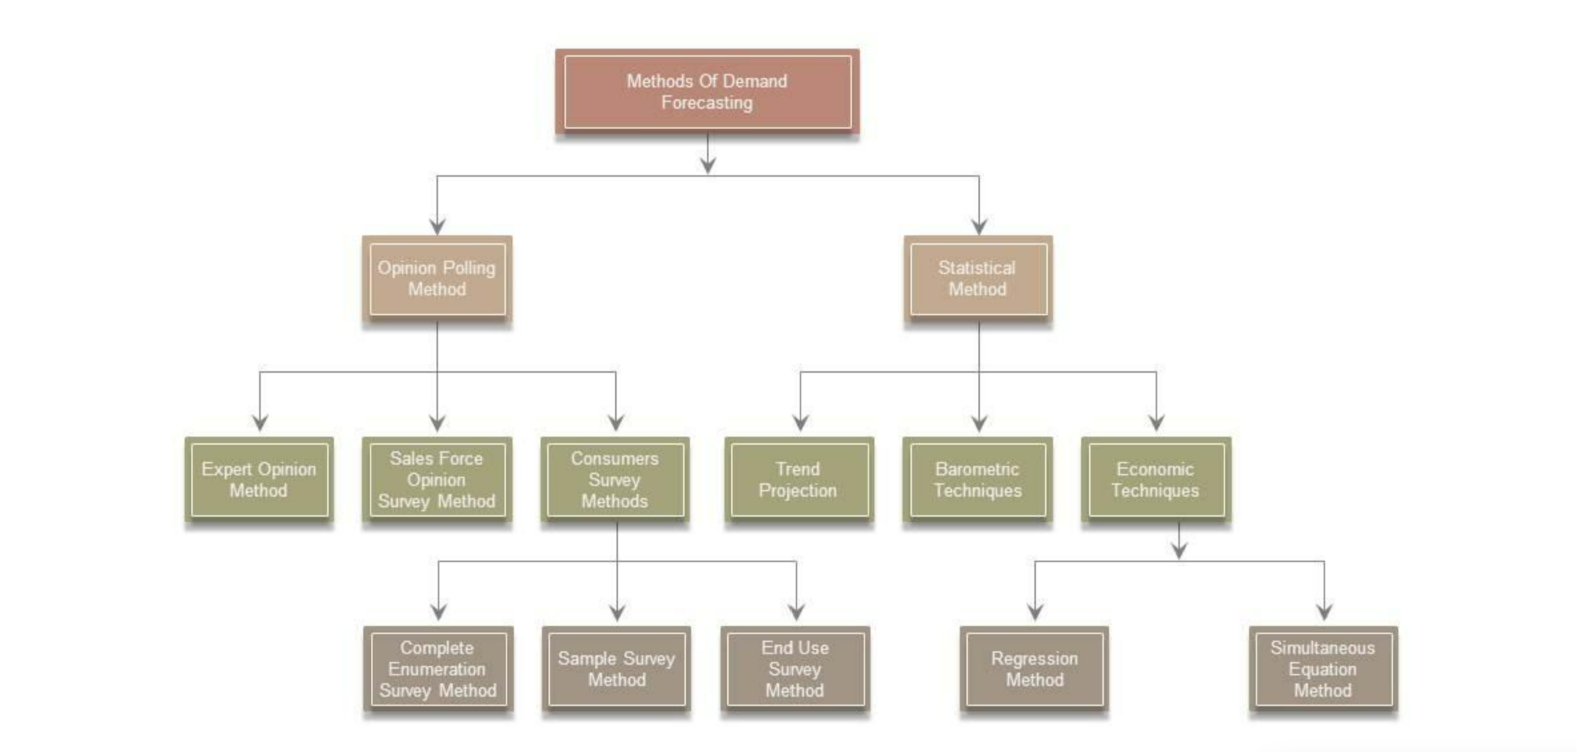 Methods Of Demand
Forecasting
Opinion Polling
Method
Statistical
Method
Expert Opinion
Method
Sales Force
Opinion
Survey Method
Consumers
Survey
Methods
Trend
Projection
Barometric
Techniques
Economic
Techniques
Complete
Enumeration
Survey Method
Sample Survey
Method
End Use
Survey
Method
Regression
Method
Simultaneous
Equation
Method